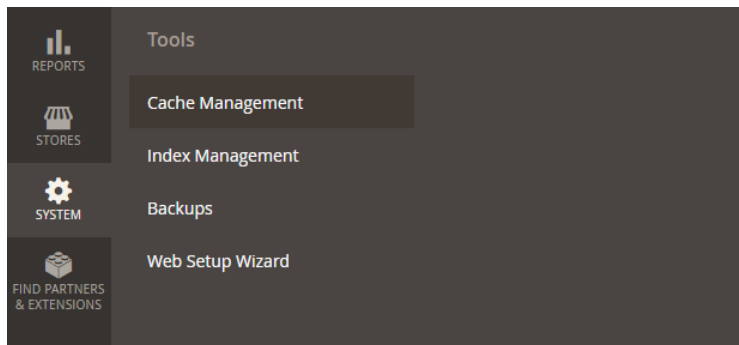 REPORTS
STORES
SYSTEM
FIND PARTNERS
& EXTENSIONS
Tools
Cache Management
Index Management
Backups
Web Setup Wizard